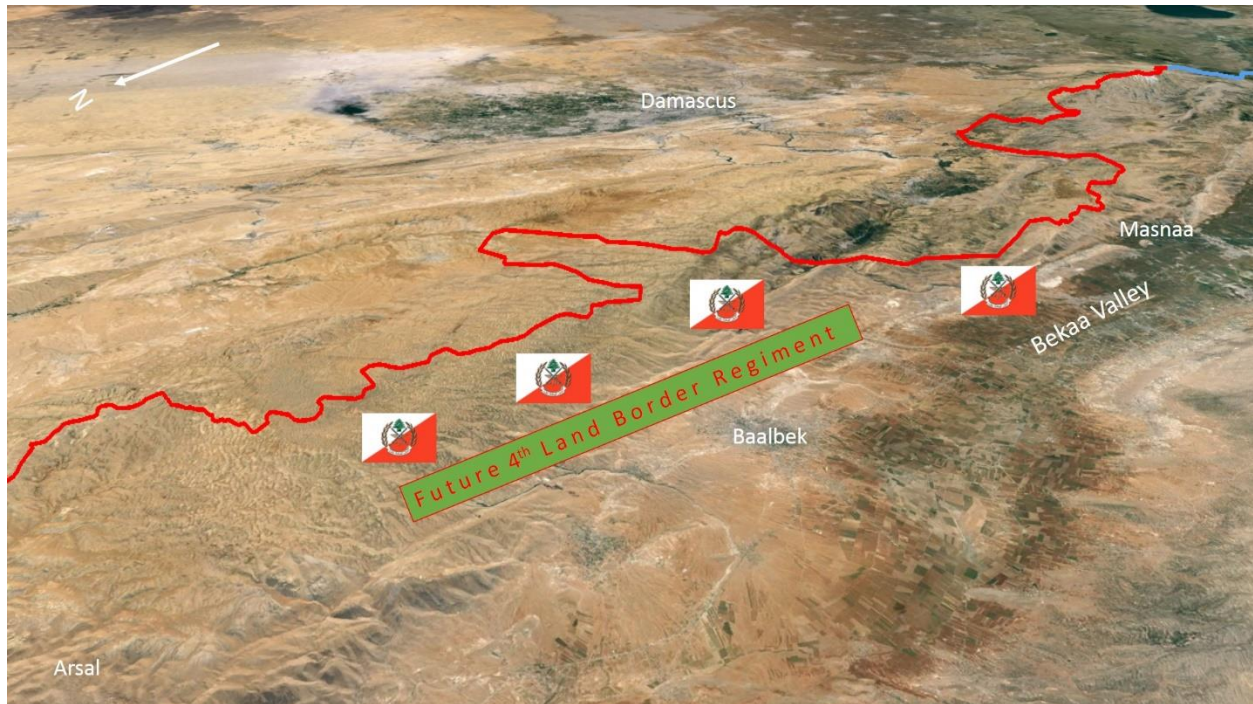 N
Damascus
Masnaa
Bekaa Valley
Future 4th Land Border Regiment
Baalbek
Arsal